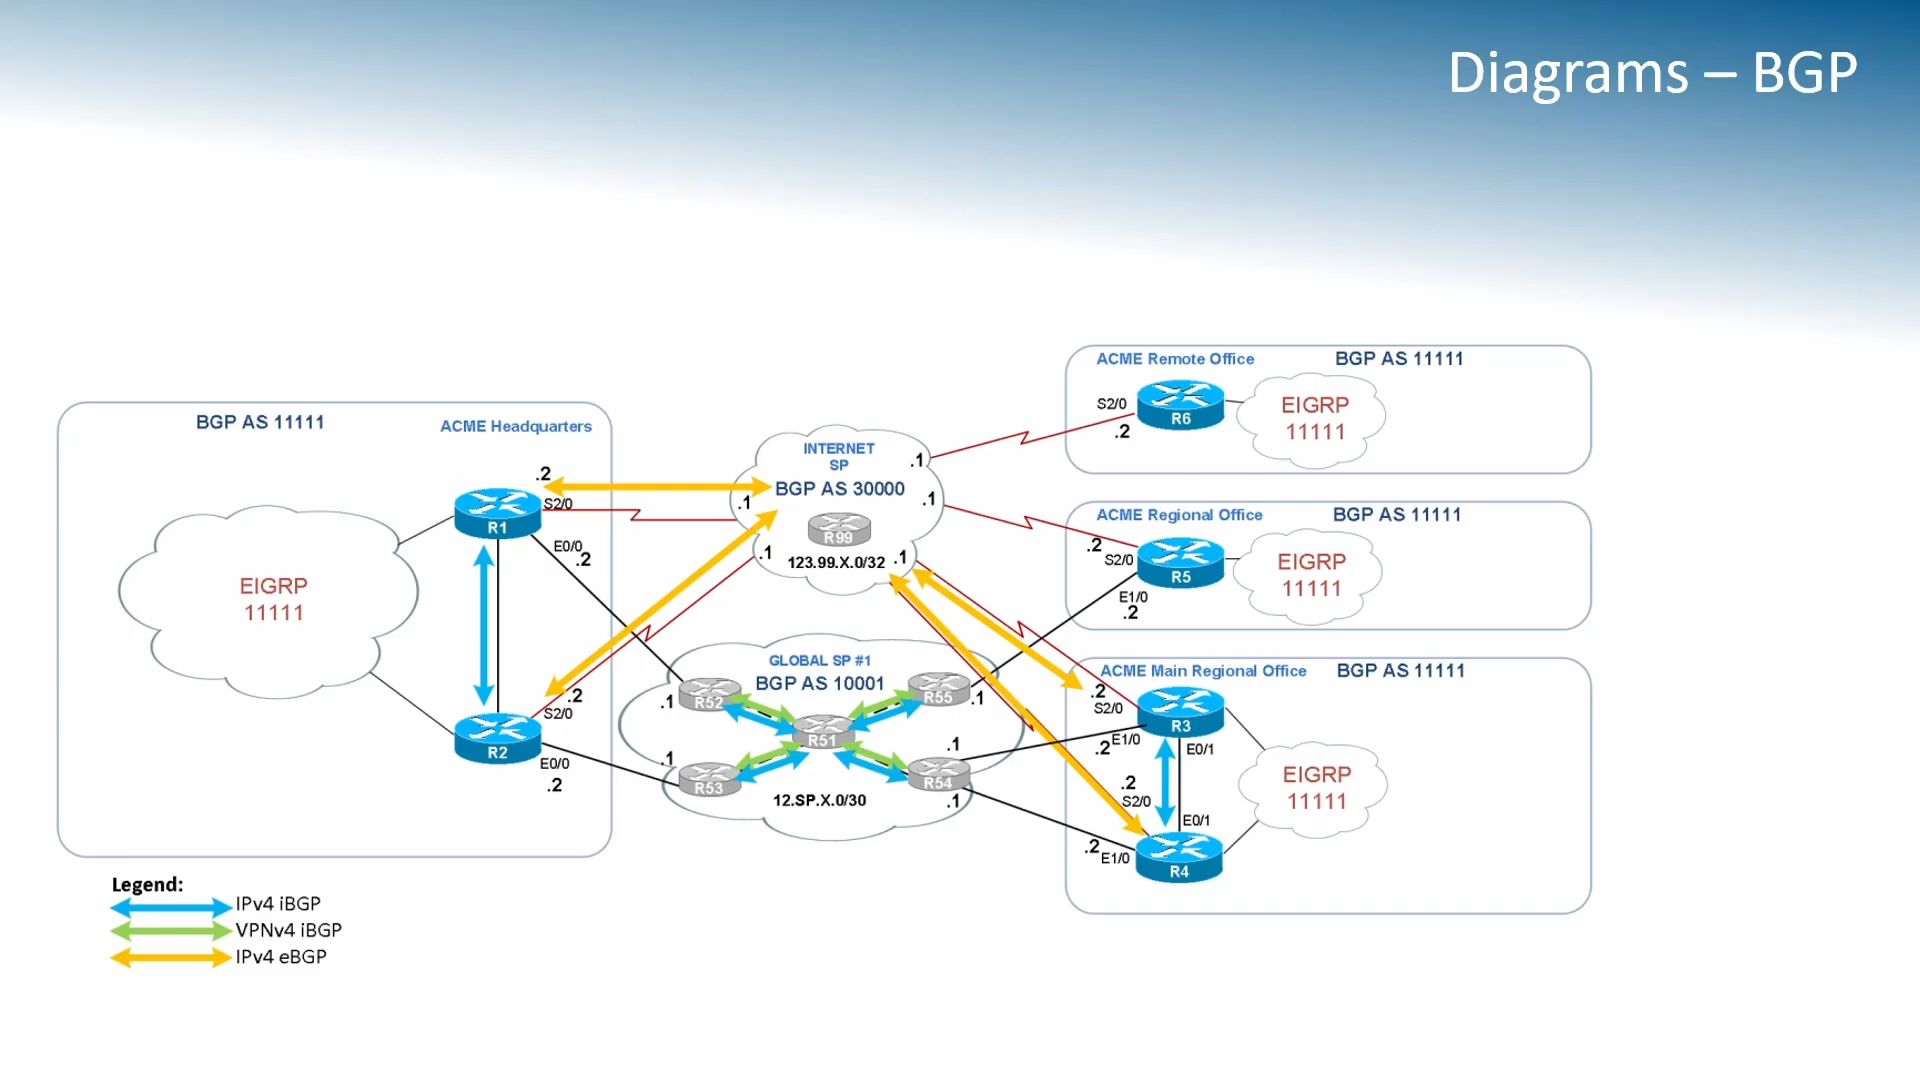 Diagrams – BGP
BGP AS 11111
ACME Headquarters
EIGRP
11111
R1
.2
S2/0
E0/0
.2
R2
.2
S2/0
E0/0
.2
INTERNET
SP
BGP AS 30000
R99
123.99.X.0/32
.1
.1
.1
.1
.1
GLOBAL SP #1
BGP AS 10001
R52
R55
R51
R53
R54
12.SP.X.0/30
.1
.1
.1
.1
.1
ACME Remote Office
BGP AS 11111
S2/0
.2
R6
EIGRP
11111
ACME Regional Office
BGP AS 11111
.2
S2/0
R5
E1/0
.2
EIGRP
11111
ACME Main Regional Office
BGP AS 11111
.2
S2/0
R3
.2
E1/0
E0/1
.2
S2/0
E0/1
.2
E1/0
R4
EIGRP
11111
Legend:
IPv4 iBGP
VPNv4 iBGP
IPv4 eBGP